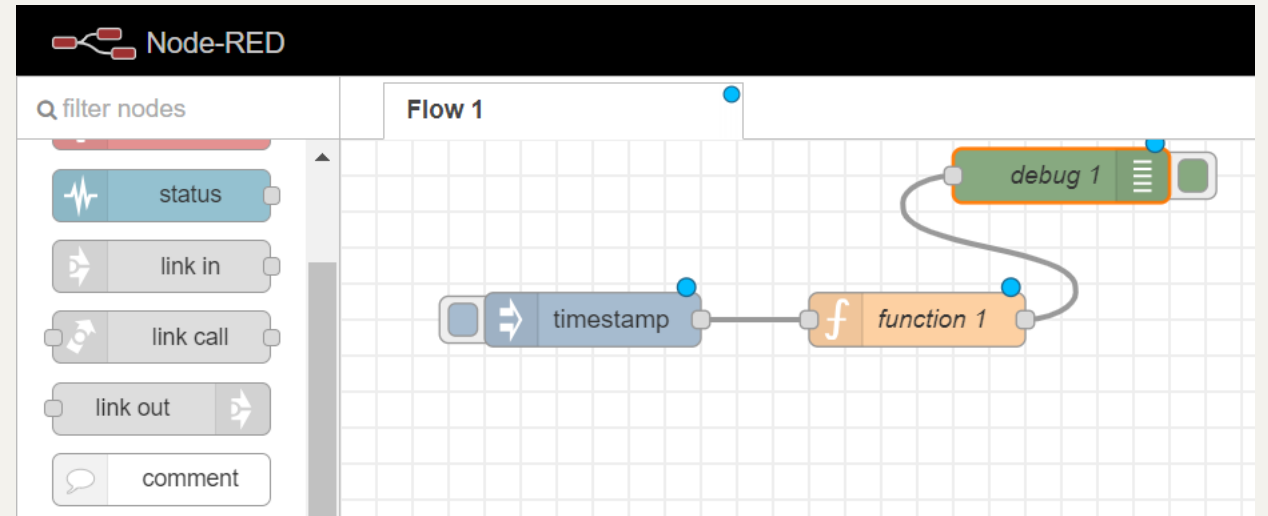 Node-RED
filter nodes
Flow 1
status
link in
link call
link out
comment
timestamp
function 1
debug 1